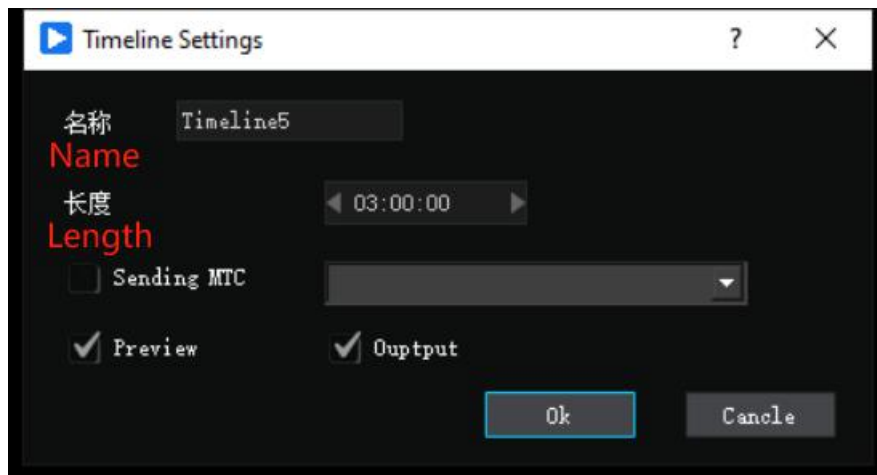 Timeline Settings ?
名称 Timeline5
Name
长度 03:00:00
Length
Sending MTC
Preview Ouptput
Ok Cancle